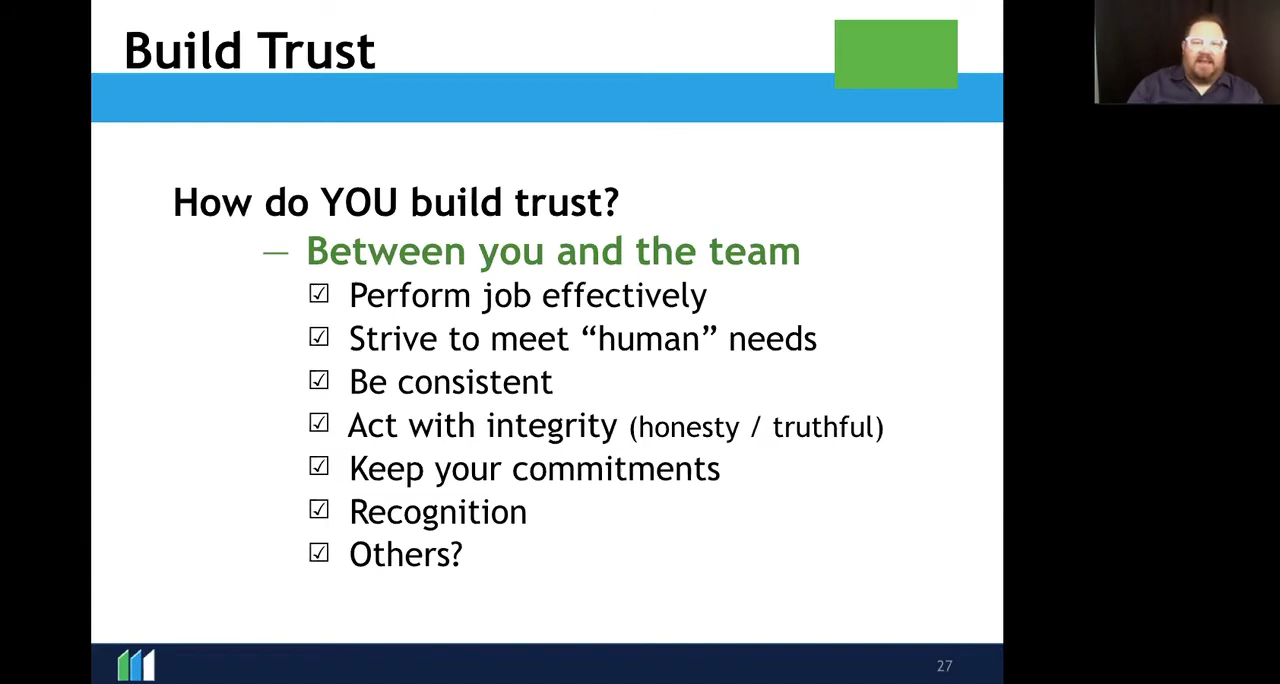 Build Trust
How do YOU build trust?
— Between you and the team
☑ Perform job effectively
☑ Strive to meet “human” needs
☑ Be consistent
☑ Act with integrity (honesty / truthful)
☑ Keep your commitments
☑ Recognition
☑ Others?
27